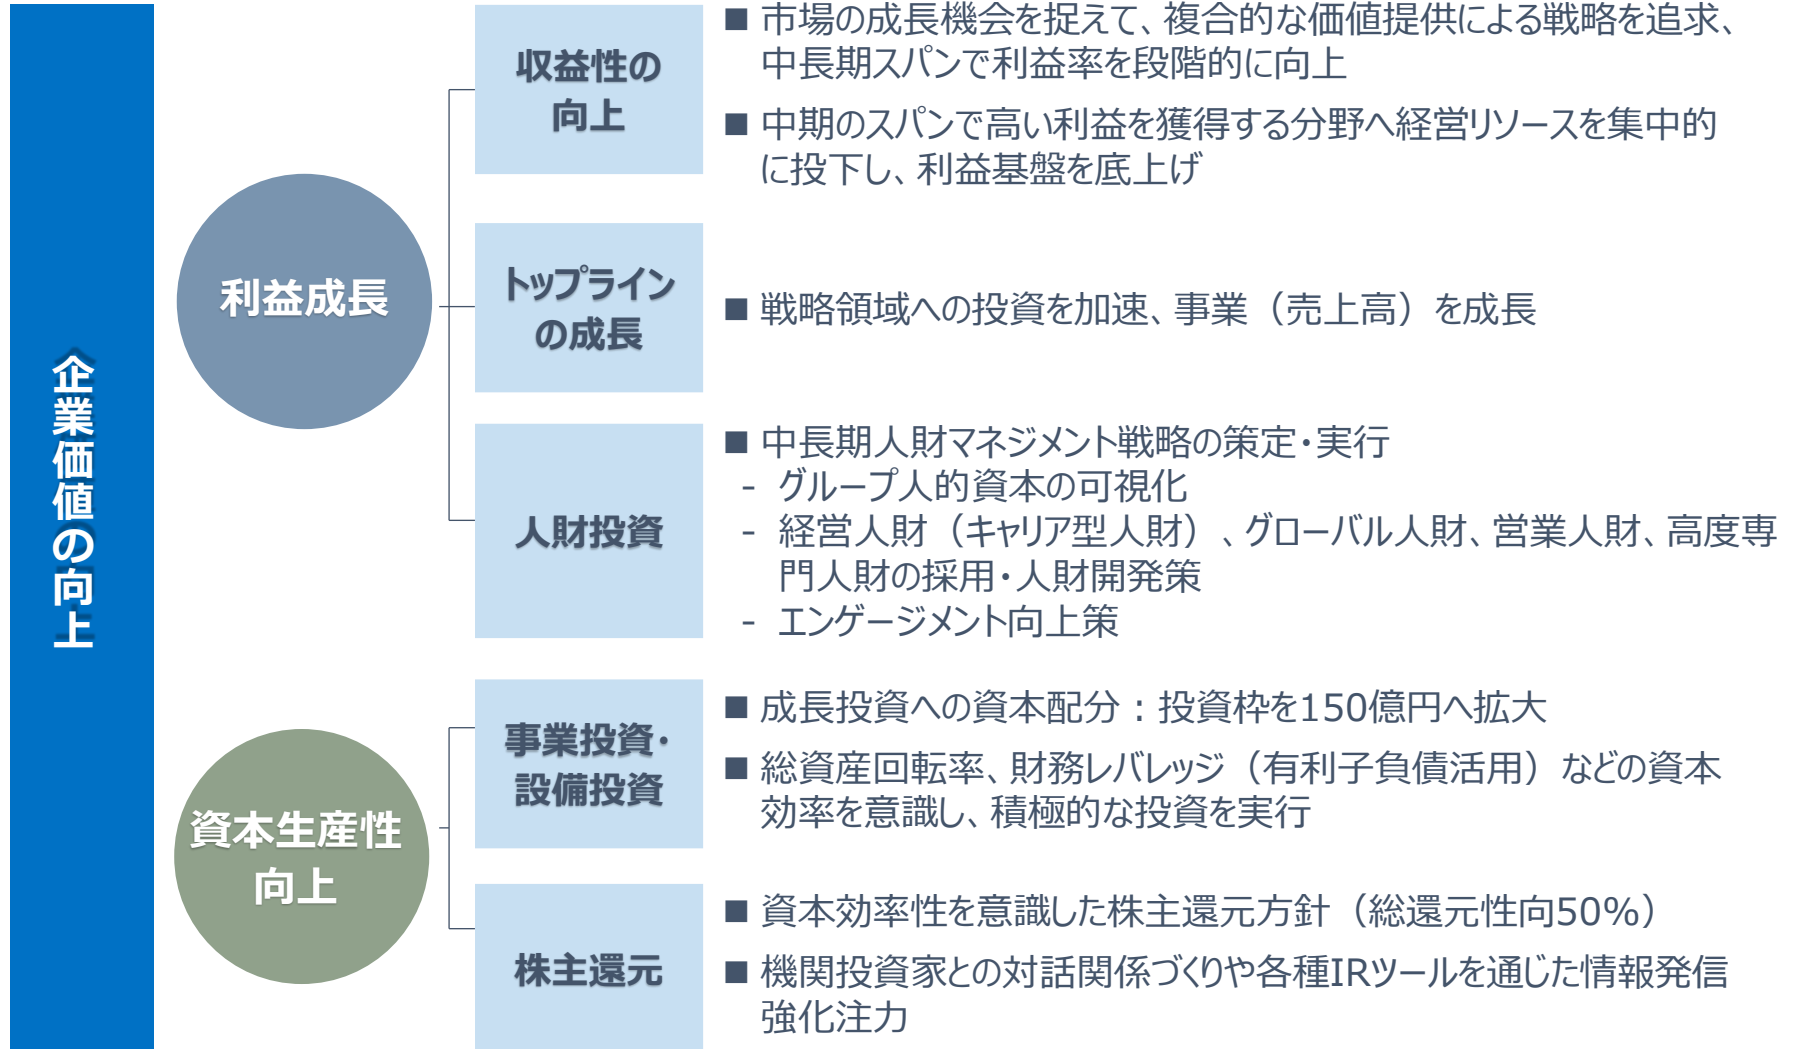 企業価値の向上
利益成長
収益性の
向上
■ 市場の成長機会を捉えて、複合的な価値提供による戦略を追求、
中長期スパンで利益率を段階的に向上
■ 中期のスパンで高い利益を獲得する分野へ経営リソースを集中的
に投下し、利益基盤を底上げ
トップライン
の成長
■ 戦略領域への投資を加速、事業（売上高）を成長
人財投資
■ 中長期人財マネジメント戦略の策定・実行
- グループ人的資本の可視化
- 経営人財（キャリア型人財）、グローバル人財、営業人財、高度専
門人財の採用・人財開発策
- エンゲージメント向上策
資本生産性
向上
事業投資・
設備投資
■ 成長投資への資本配分：投資枠を150億円へ拡大
■ 総資産回転率、財務レバレッジ（有利子負債活用）などの資本
効率を意識し、積極的な投資を実行
株主還元
■ 資本効率性を意識した株主還元方針（総還元性向50%）
■ 機関投資家との対話関係づくりや各種IRツールを通じた情報発信
強化注力